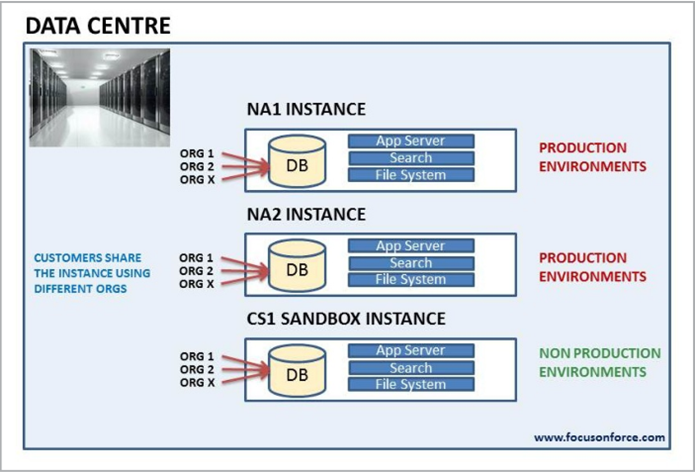 DATA CENTRE
NA1 INSTANCE
ORG 1
ORG 2
ORG X
DB
App Server
Search
File System
PRODUCTION
ENVIRONMENTS
NA2 INSTANCE
CUSTOMERS SHARE
THE INSTANCE USING
DIFFERENT ORGS
ORG 1
ORG 2
ORG X
DB
App Server
Search
File System
PRODUCTION
ENVIRONMENTS
CS1 SANDBOX INSTANCE
ORG 1
ORG 2
ORG X
DB
App Server
Search
File System
NON PRODUCTION
ENVIRONMENTS
www.focusonforce.com